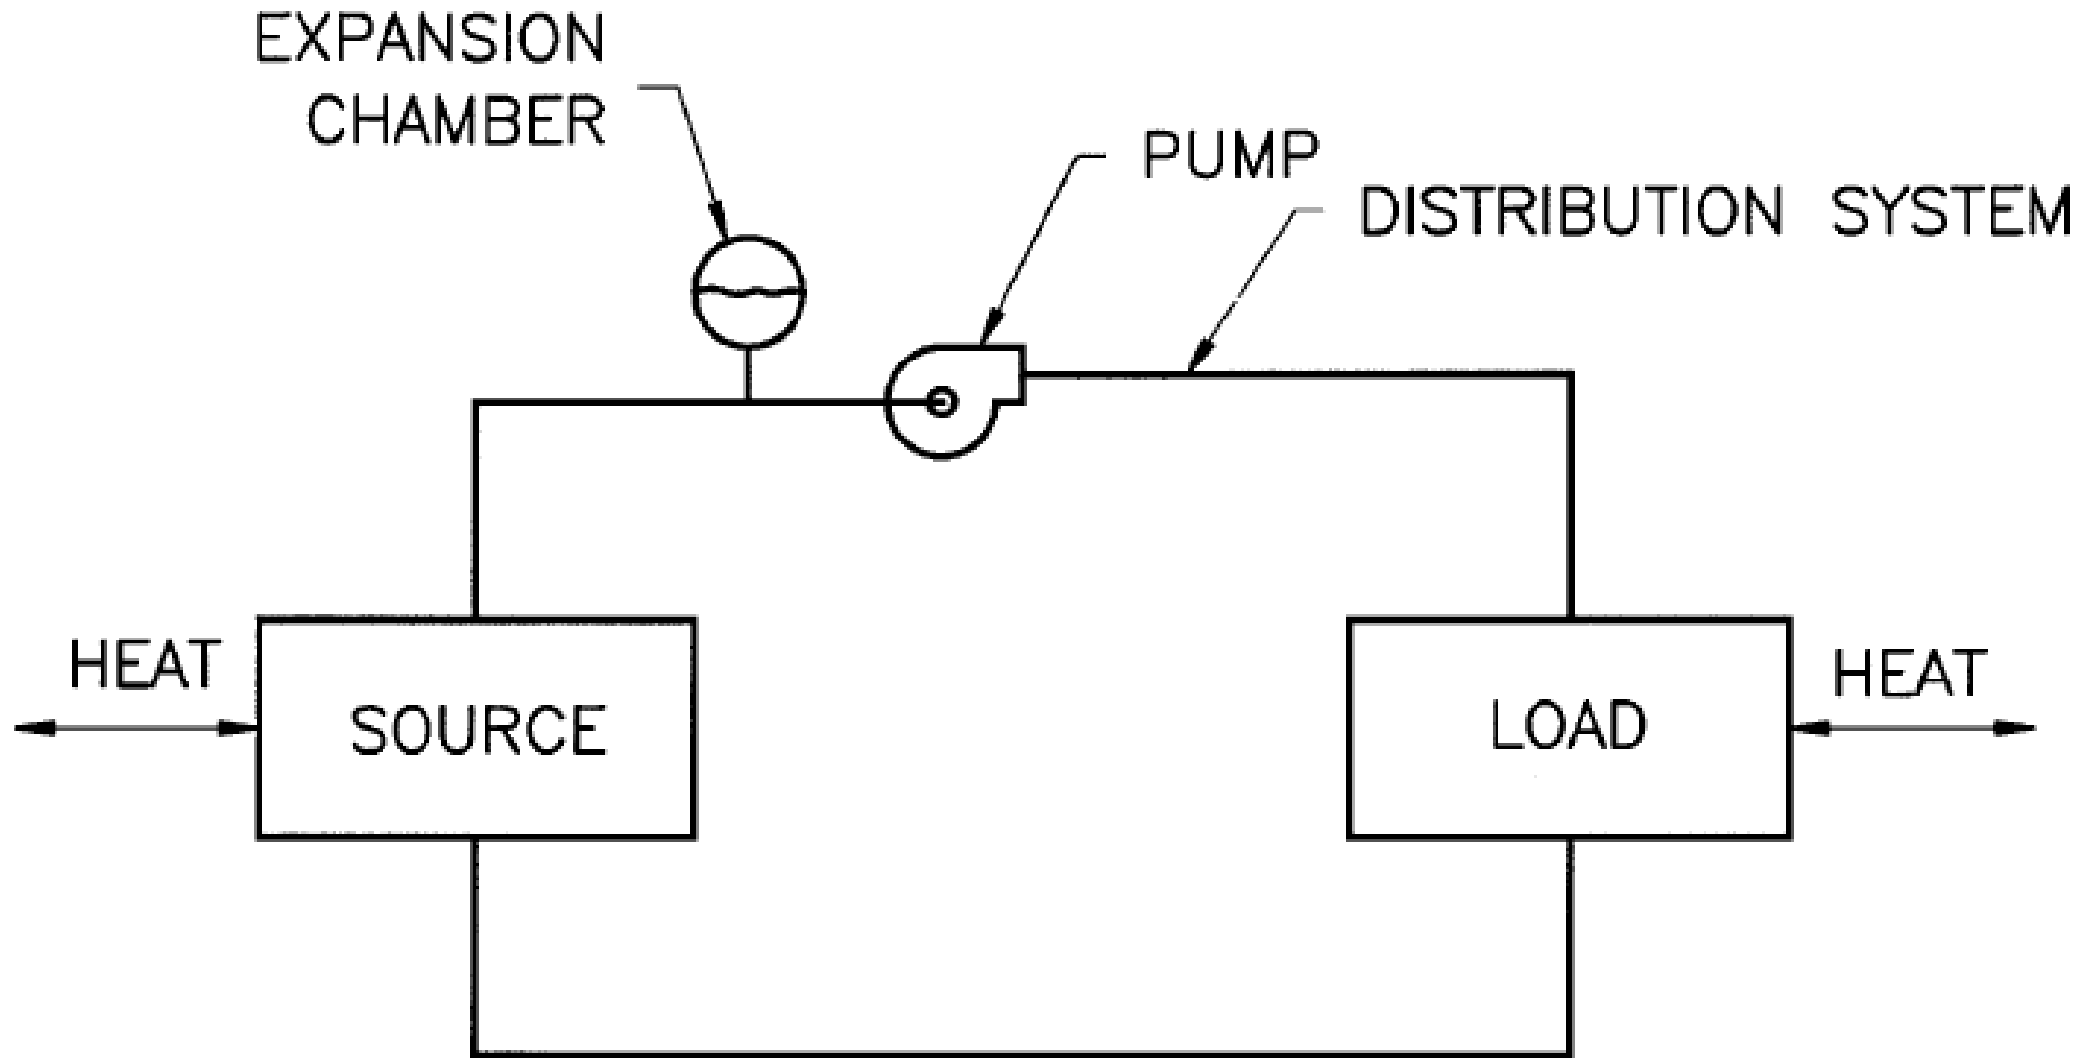 EXPANSION
CHAMBER
PUMP
DISTRIBUTION SYSTEM
HEAT
SOURCE
LOAD
HEAT